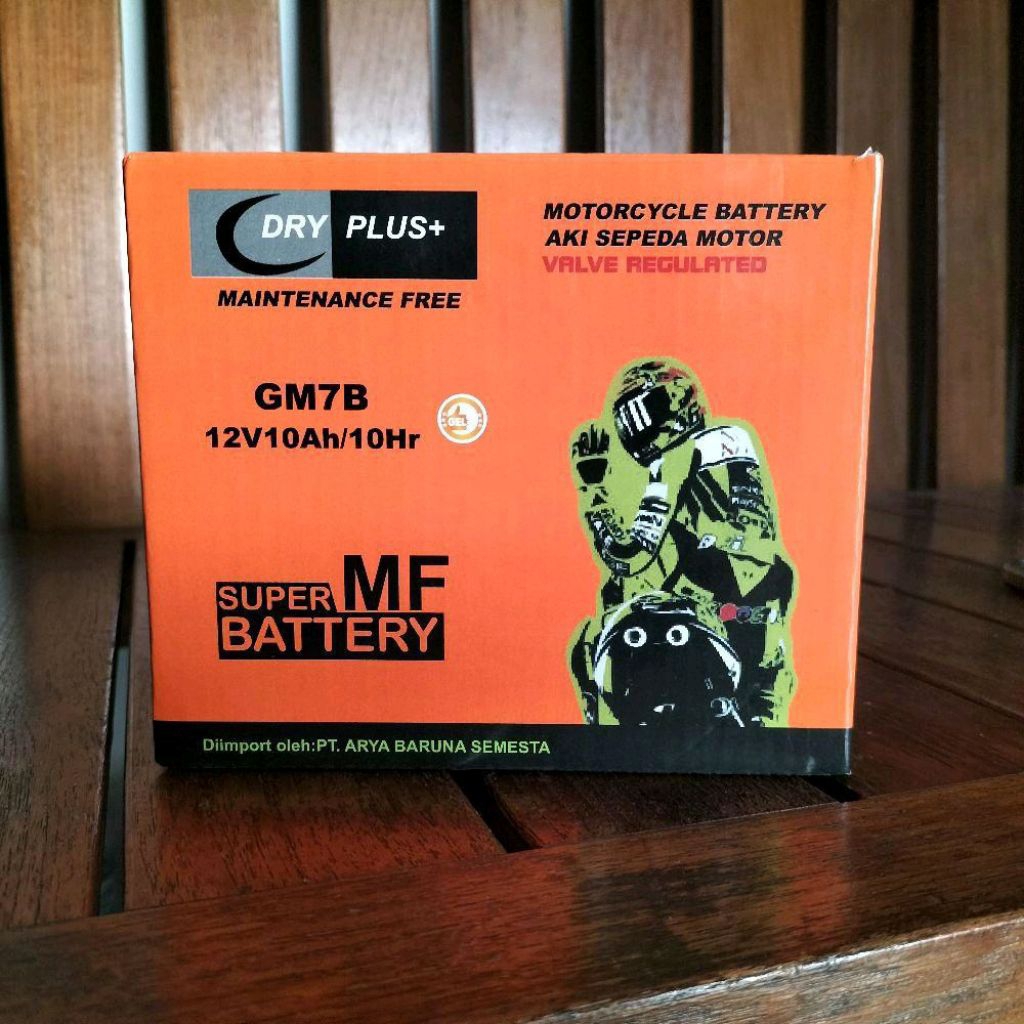 DRY PLUS+
MAINTENANCE FREE
MOTORCYCLE BATTERY
AKI SEPEDA MOTOR
VALVE REGULATED
GM7B
12V10Ah/10Hr
GEL
SUPER MF
BATTERY
Diimport oleh:PT. ARYA BARUNA SEMESTA